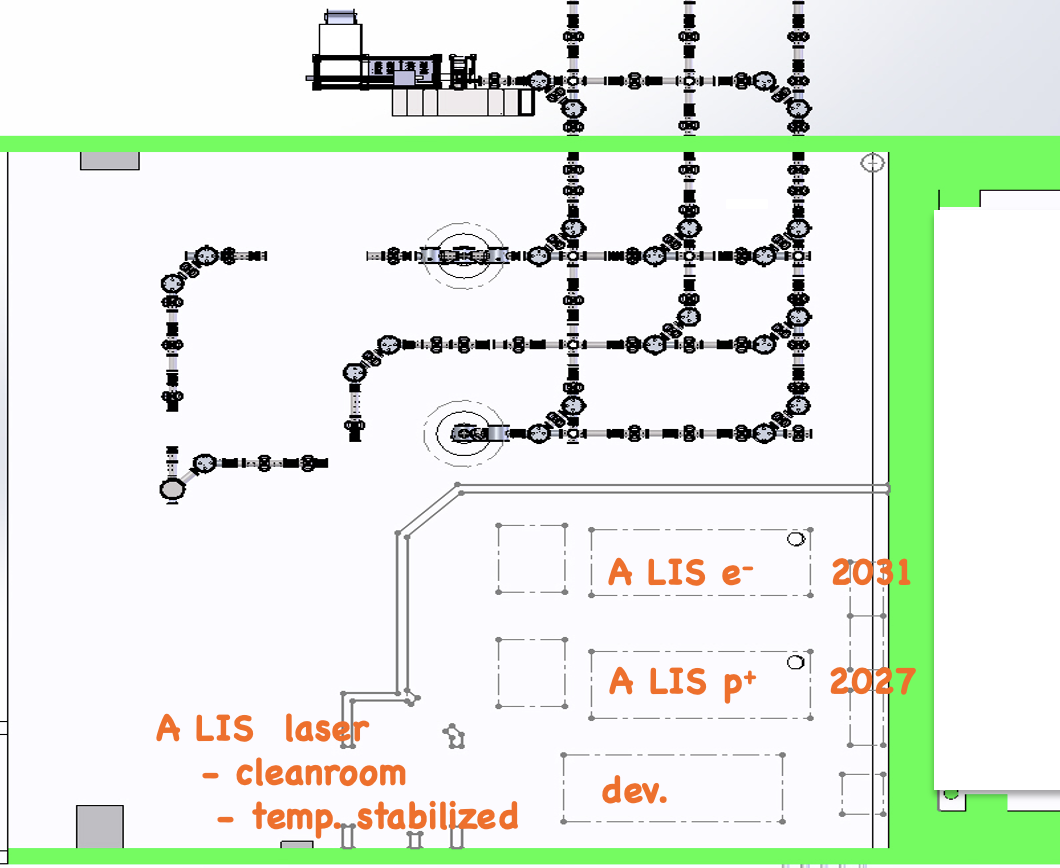 A LIS e⁻ 2031
A LIS p⁺ 2027
A LIS laser
- cleanroom
- temp. stabilized
dev.